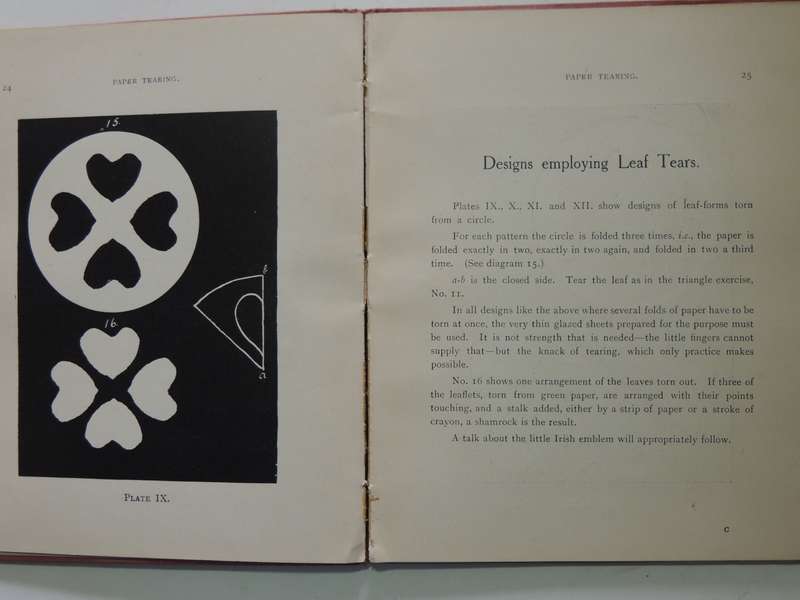 24
PAPER TEARING.
15.
b
16.
a
PLATE IX.
PAPER TEARING.
25
Designs employing Leaf Tears.
Plates IX., X., XI. and XII. show designs of leaf-forms torn
from a circle.
For each pattern the circle is folded three times, i.e., the paper is
folded exactly in two, exactly in two again, and folded in two a third
time. (See diagram 15.)
a-b is the closed side. Tear the leaf as in the triangle exercise,
No. 11.
In all designs like the above where several folds of paper have to be
torn at once, the very thin glazed sheets prepared for the purpose must
be used. It is not strength that is needed—the little fingers cannot
supply that—but the knack of tearing, which only practice makes
possible.
No. 16 shows one arrangement of the leaves torn out. If three of
the leaflets, torn from green paper, are arranged with their points
touching, and a stalk added, either by a strip of paper or a stroke of
crayon, a shamrock is the result.
A talk about the little Irish emblem will appropriately follow.
C